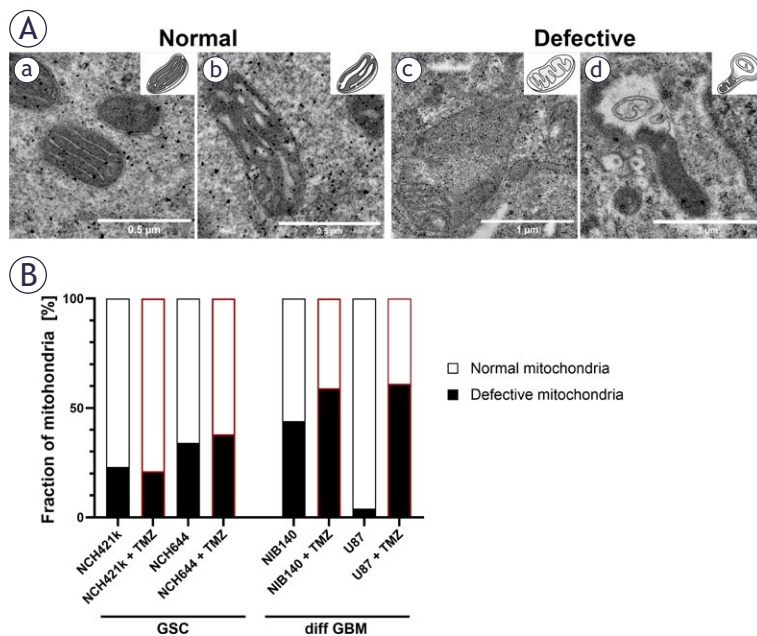 A
Normal
Defective
a
b
c
d
0.5 µm
0.5 µm
1 µm
1 µm
B
Fraction of mitohondria [%]
100
50
0
NCH421k
NCH421k + TMZ
NCH644
NCH644 + TMZ
NIB140
NIB140 + TMZ
U87
U87 + TMZ
GSC
diff GBM
Normal mitochondria
Defective mitochondria